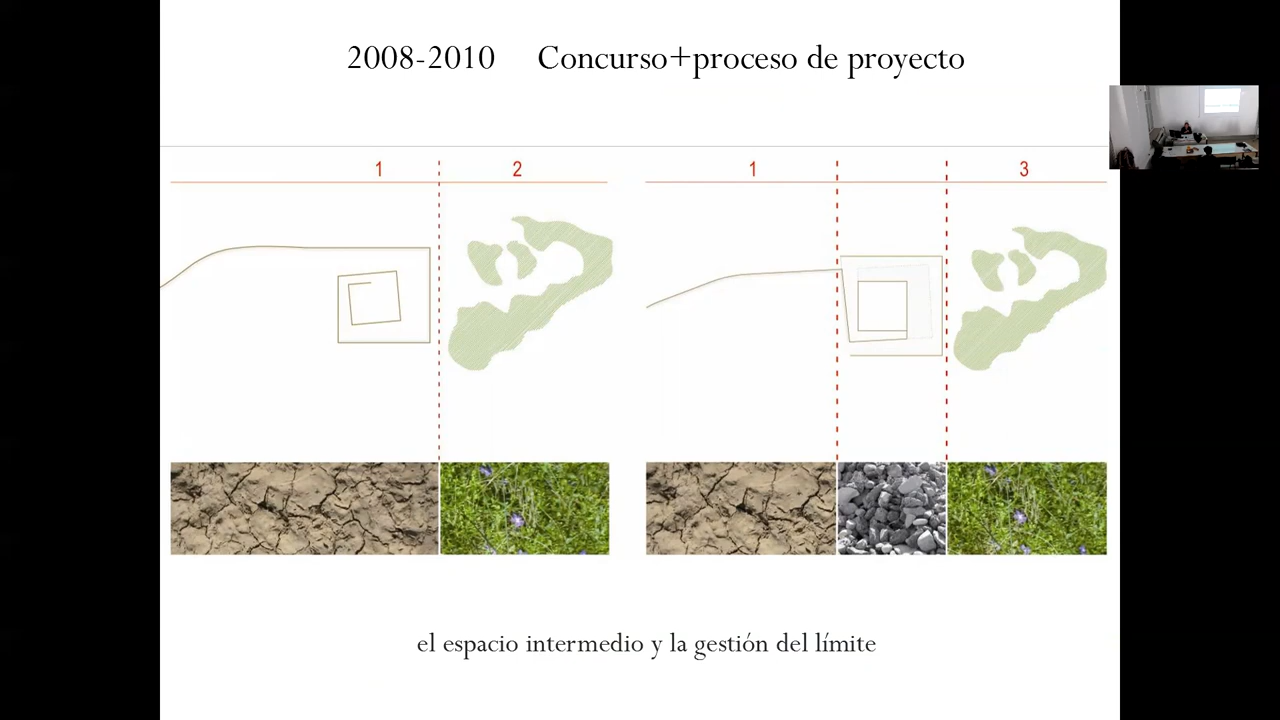 2008-2010 Concurso+proceso de proyecto
1 2 1 3
el espacio intermedio y la gestión del límite